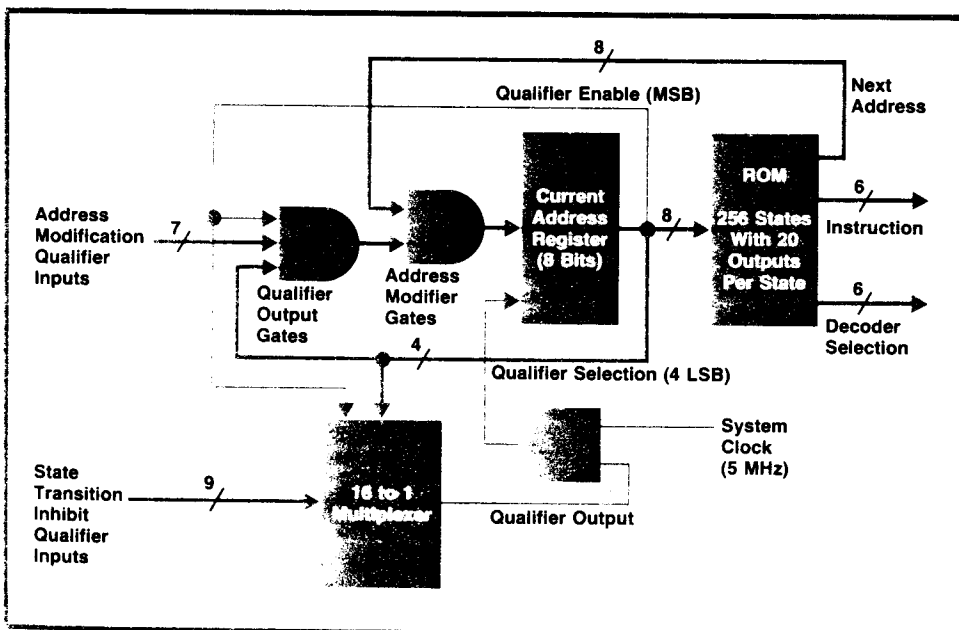 8
Qualifier Enable (MSB)
Next
Address
Current
Address
Register
(8 Bits)
8
ROM
256 States
With 20
Outputs
Per State
6
Instruction
6
Decoder
Selection
Address
Modification
Qualifier
Inputs
7
Qualifier
Output
Gates
Address
Modifier
Gates
4
Qualifier Selection (4 LSB)
System
Clock
(5 MHz)
State
Transition
Inhibit
Qualifier
Inputs
9
16 to 1
Multiplexer
Qualifier Output